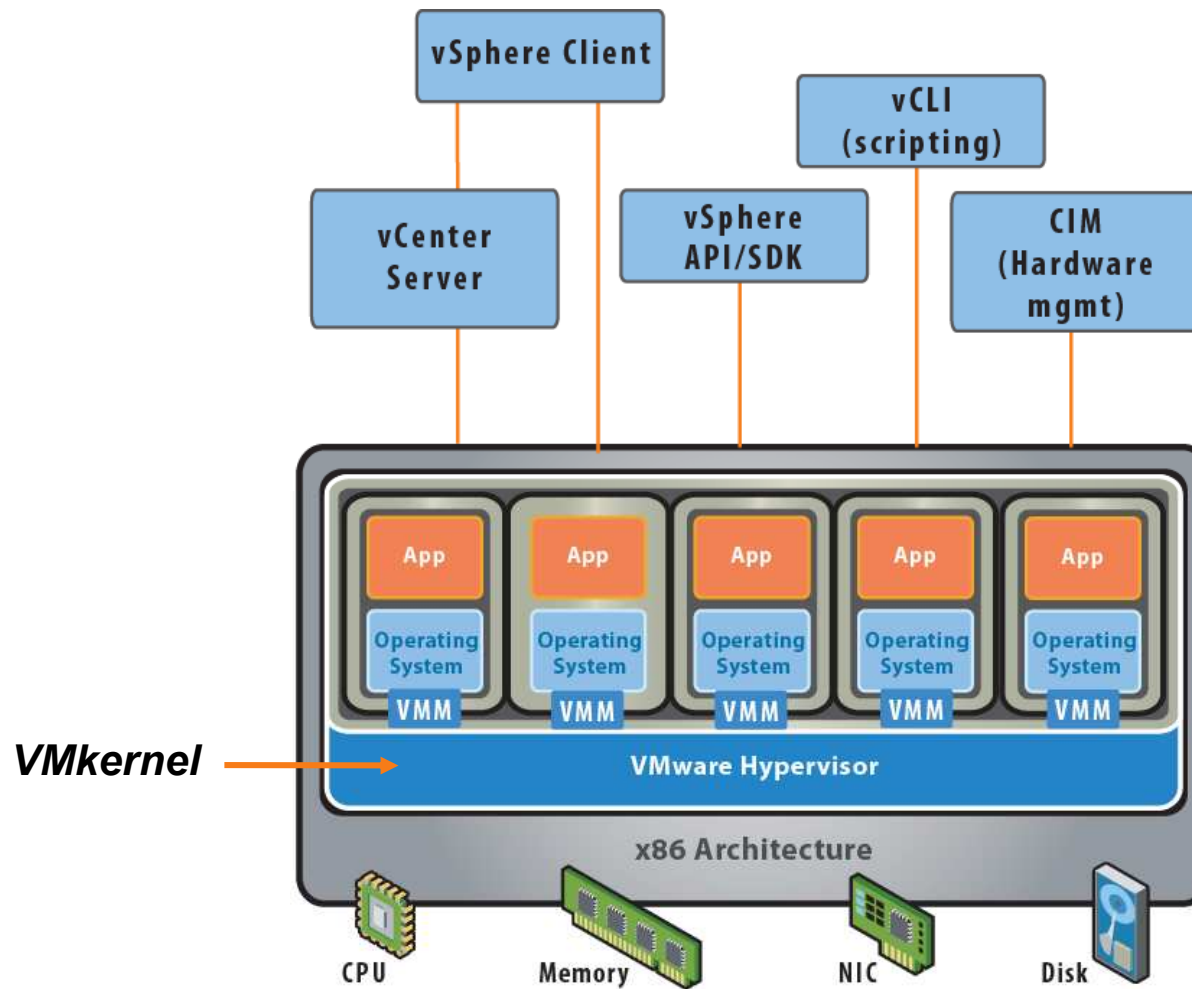 vSphere Client
vCLI
(scripting)
vCenter
Server
vSphere
API/SDK
CIM
(Hardware
mgmt)
App
App
App
App
App
Operating
System
Operating
System
Operating
System
Operating
System
Operating
System
VMM
VMM
VMM
VMM
VMM
VMkernel
VMware Hypervisor
x86 Architecture
CPU
Memory
NIC
Disk